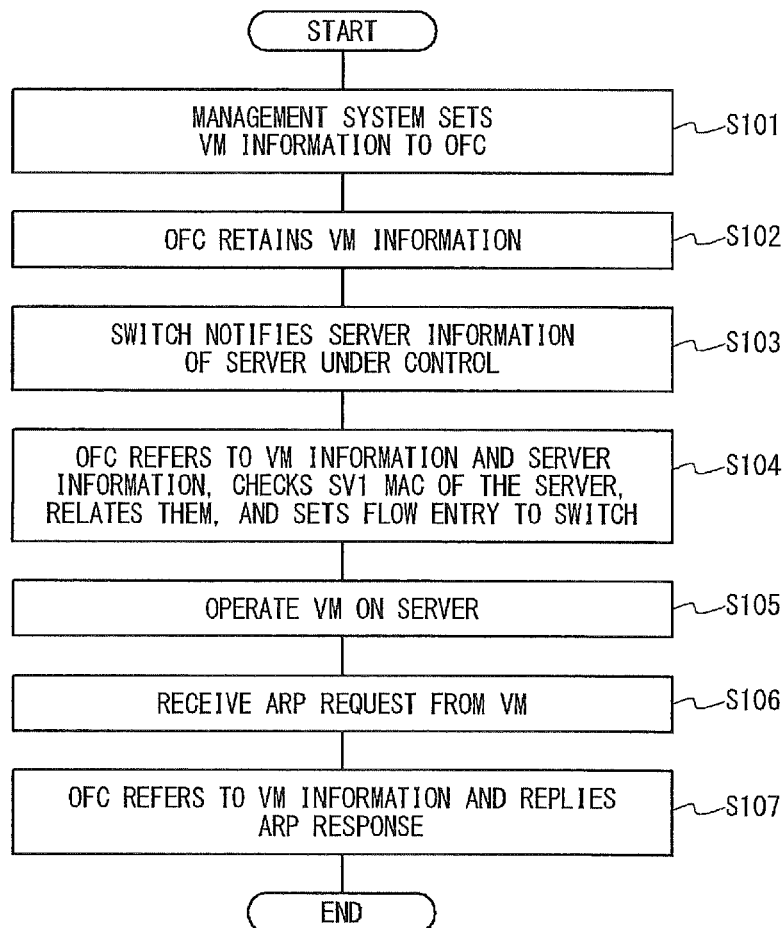 START
MANAGEMENT SYSTEM SETS
VM INFORMATION TO OFC
S101
OFC RETAINS VM INFORMATION
S102
SWITCH NOTIFIES SERVER INFORMATION
OF SERVER UNDER CONTROL
S103
OFC REFERS TO VM INFORMATION AND SERVER
INFORMATION, CHECKS SV1 MAC OF THE SERVER,
RELATES THEM, AND SETS FLOW ENTRY TO SWITCH
S104
OPERATE VM ON SERVER
S105
RECEIVE ARP REQUEST FROM VM
S106
OFC REFERS TO VM INFORMATION AND REPLIES
ARP RESPONSE
S107
END